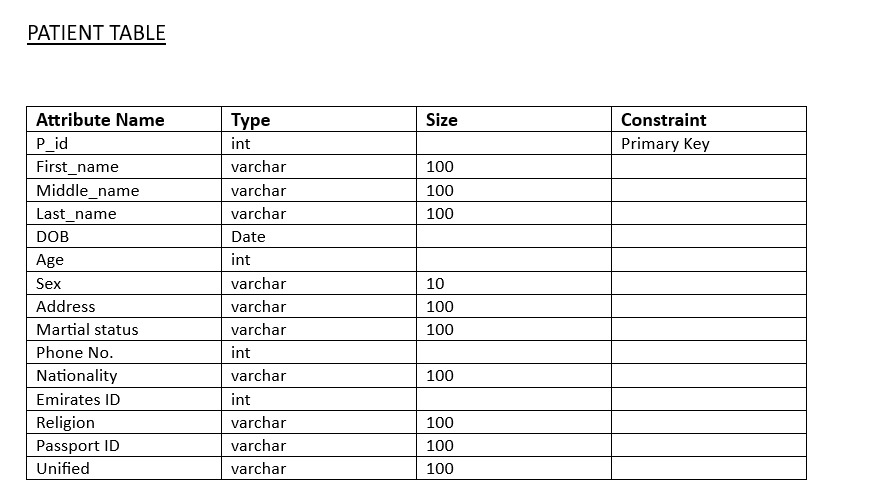 PATIENT TABLE
Attribute Name Type Size Constraint
P_id int Primary Key
First_name varchar 100
Middle_name varchar 100
Last_name varchar 100
DOB Date
Age int
Sex varchar 10
Address varchar 100
Martial status varchar 100
Phone No. int
Nationality varchar 100
Emirates ID int
Religion varchar 100
Passport ID varchar 100
Unified varchar 100